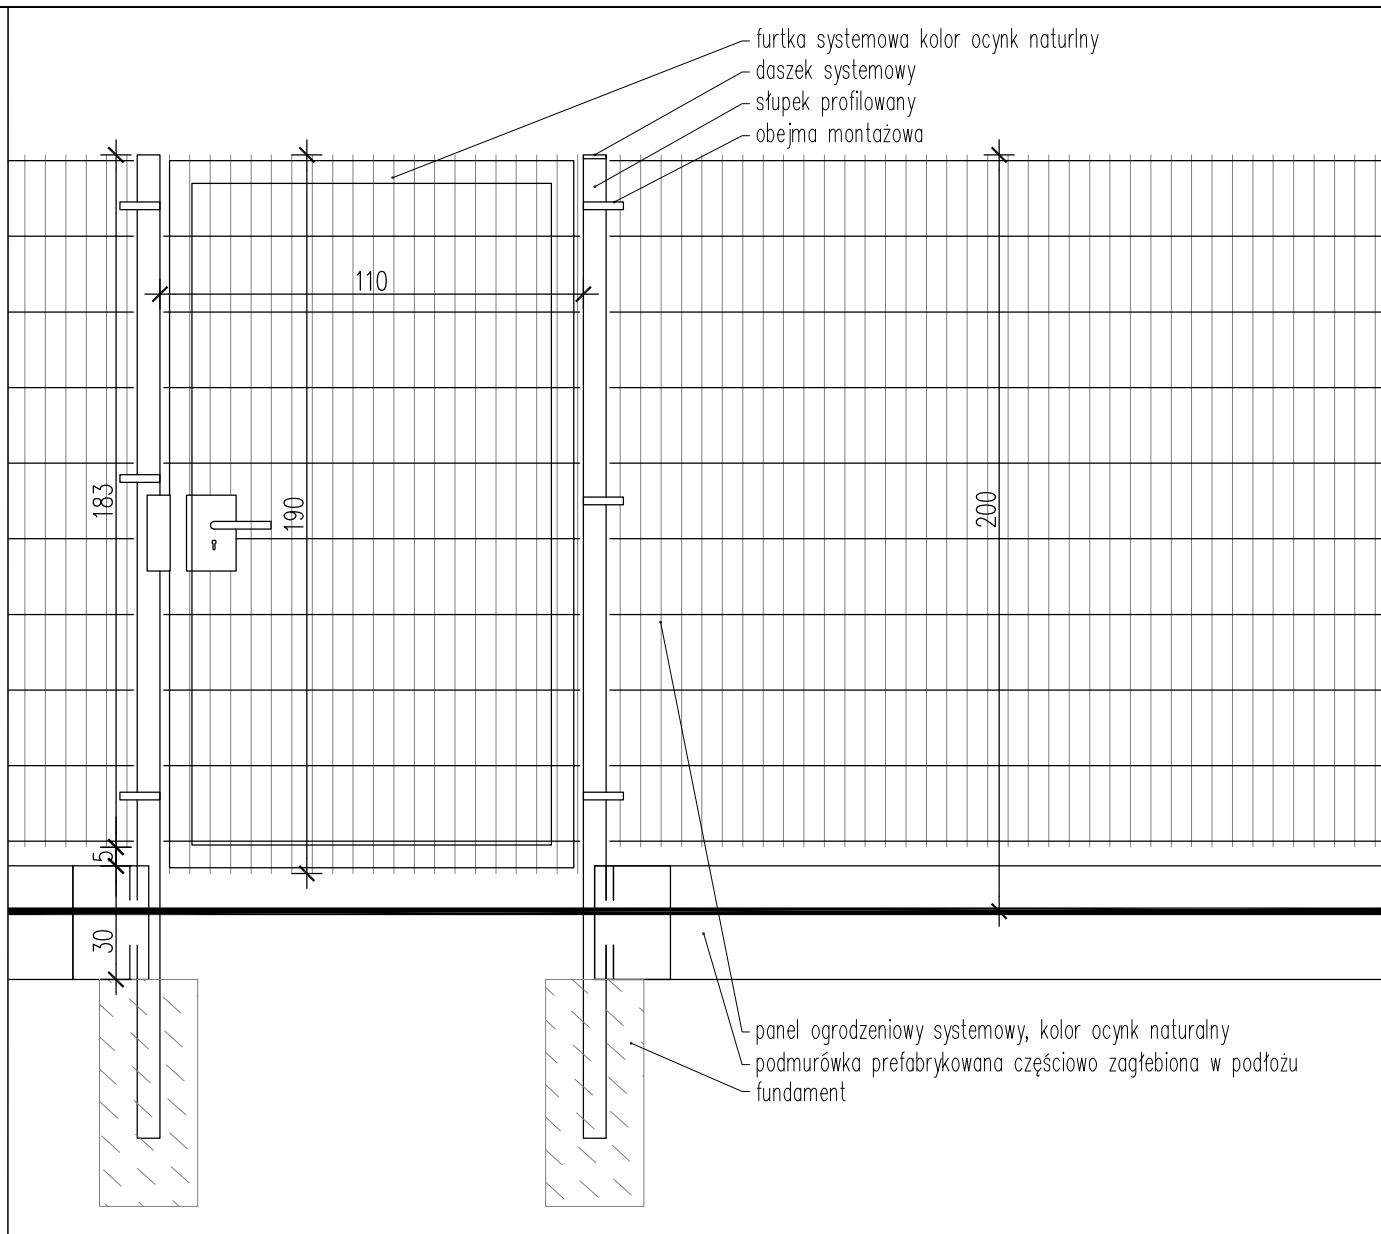 furtka systemowa kolor ocynk naturlny
daszek systemowy
słupek profilowany
obejma montażowa
110
183
190
200
5
30
panel ogrodzeniowy systemowy, kolor ocynk naturalny
podmurówka prefabrykowana częściowo zagłebiona w podłożu
fundament